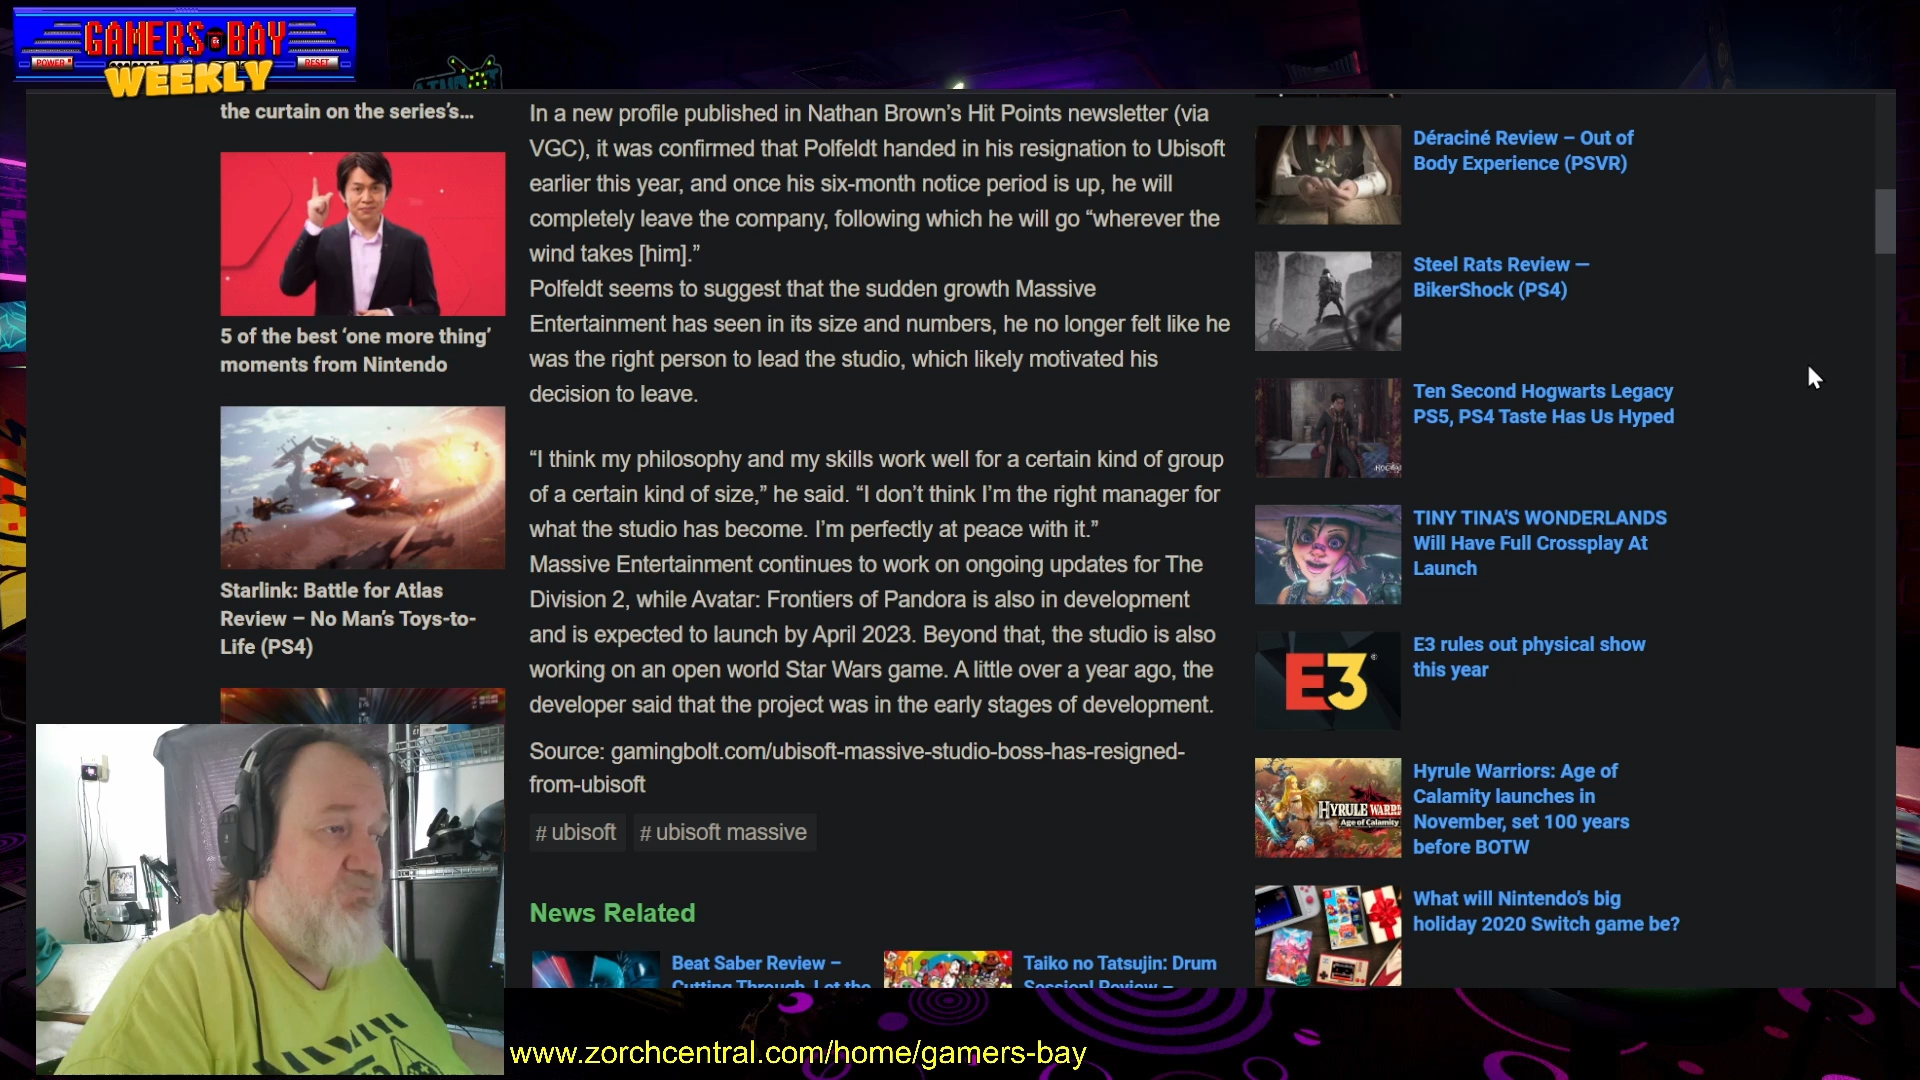 GAMERS BAY
POWER
RESET
WEEKLY
the curtain on the series's...
5 of the best 'one more thing'
moments from Nintendo
Starlink: Battle for Atlas
Review – No Man's Toys-to-
Life (PS4)
In a new profile published in Nathan Brown's Hit Points newsletter (via
VGC), it was confirmed that Polfeldt handed in his resignation to Ubisoft
earlier this year, and once his six-month notice period is up, he will
completely leave the company, following which he will go “wherever the
wind takes [him].”
Polfeldt seems to suggest that the sudden growth Massive
Entertainment has seen in its size and numbers, he no longer felt like he
was the right person to lead the studio, which likely motivated his
decision to leave.
“I think my philosophy and my skills work well for a certain kind of group
of a certain kind of size,” he said. “I don't think I'm the right manager for
what the studio has become. I'm perfectly at peace with it.”
Massive Entertainment continues to work on ongoing updates for The
Division 2, while Avatar: Frontiers of Pandora is also in development
and is expected to launch by April 2023. Beyond that, the studio is also
working on an open world Star Wars game. A little over a year ago, the
developer said that the project was in the early stages of development.
Source: gamingbolt.com/ubisoft-massive-studio-boss-has-resigned-
from-ubisoft
# ubisoft
# ubisoft massive
News Related
Beat Saber Review –
Cutting Through, Let the
Taiko no Tatsujin: Drum
Session! Review –
Déraciné Review – Out of
Body Experience (PSVR)
Steel Rats Review —
BikerShock (PS4)
Ten Second Hogwarts Legacy
PS5, PS4 Taste Has Us Hyped
TINY TINA'S WONDERLANDS
Will Have Full Crossplay At
Launch
E3
E3 rules out physical show
this year
HYRULE WARRI
Age of Calamity
Hyrule Warriors: Age of
Calamity launches in
November, set 100 years
before BOTW
What will Nintendo's big
holiday 2020 Switch game be?
www.zorchcentral.com/home/gamers-bay